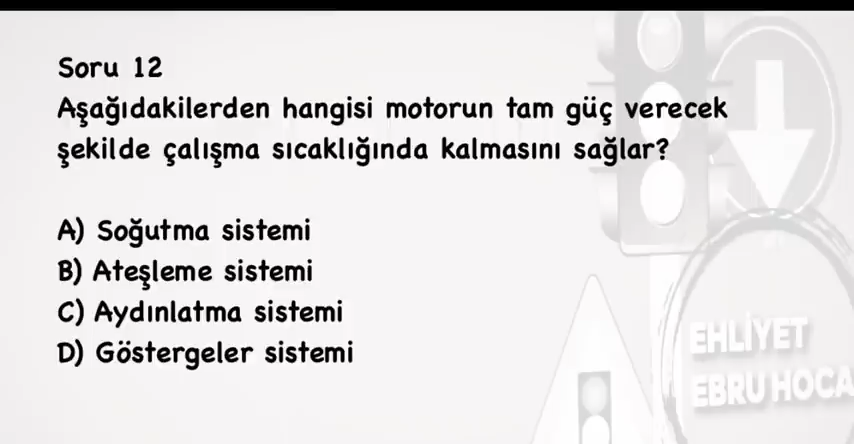 Soru 12
Aşağıdakilerden hangisi motorun tam güç verecek
şekilde çalışma sıcaklığında kalmasını sağlar?
A) Soğutma sistemi
B) Ateşleme sistemi
C) Aydınlatma sistemi
D) Göstergeler sistemi
EHLİYET
EBRU HOCA